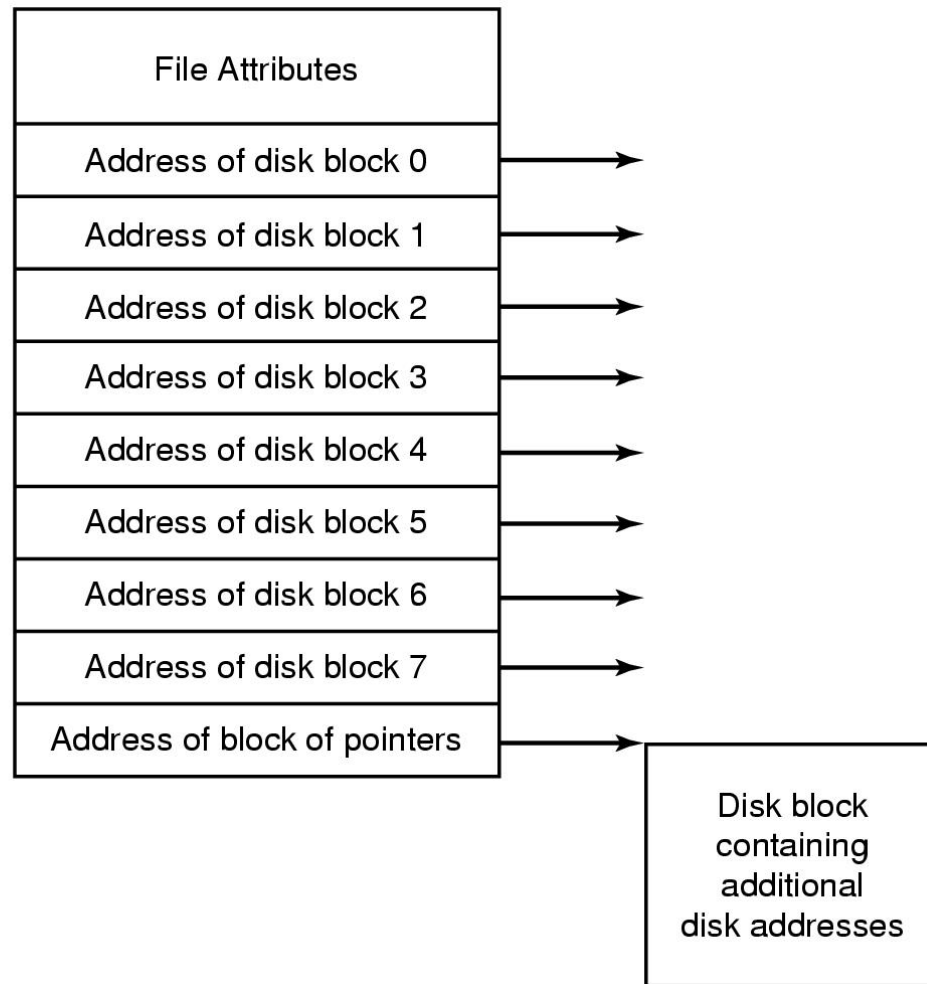 File Attributes
Address of disk block 0
Address of disk block 1
Address of disk block 2
Address of disk block 3
Address of disk block 4
Address of disk block 5
Address of disk block 6
Address of disk block 7
Address of block of pointers
Disk block
containing
additional
disk addresses